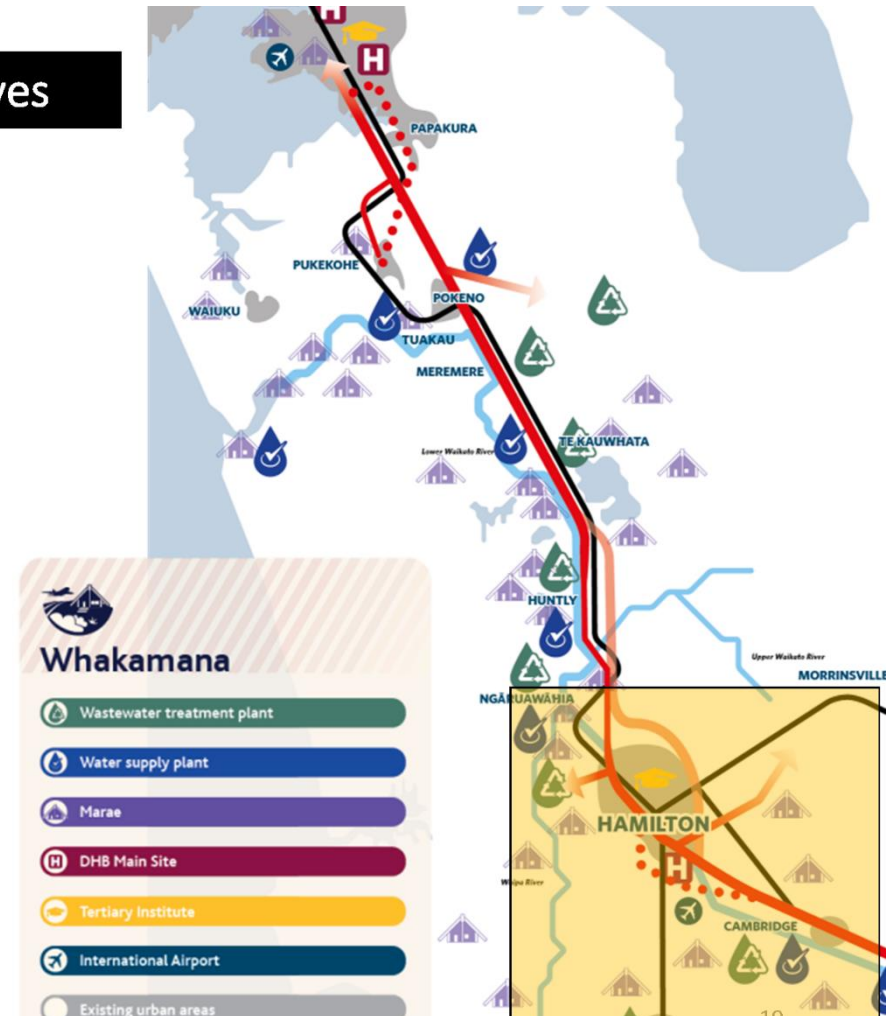 ves
H
H
PAPAKURA
PUKEKOHE
WAIUKU
POKENO
TUAKAU
MEREMERE
Lower Waikato River
TE KAUWHATA
HUNTLY
Upper Waikato River
MORRINSVILLE
NGĀRUAWĀHIA
HAMILTON
H
Waipa River
CAMBRIDGE
19
Whakamana
Wastewater treatment plant
Water supply plant
Marae
H DHB Main Site
Tertiary Institute
International Airport
Existing urban areas